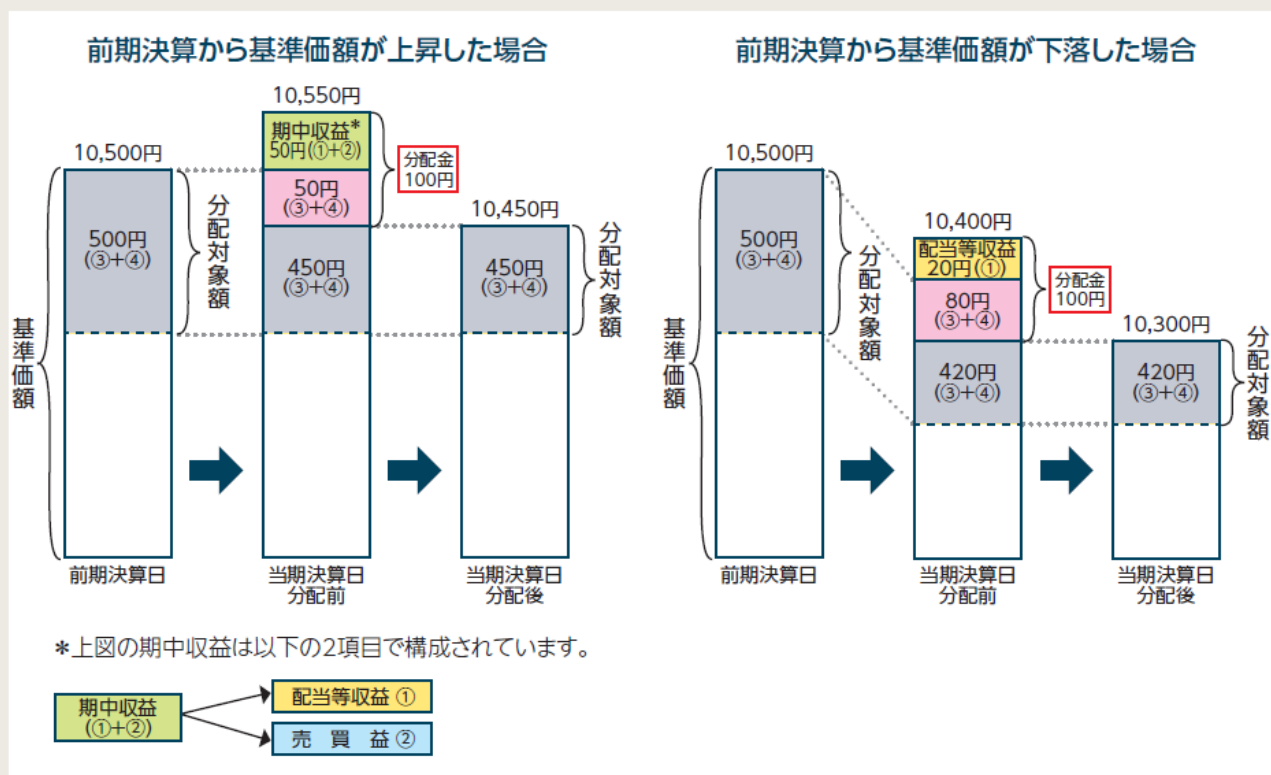 前期決算から基準価額が上昇した場合
10,500円
500円
(③+④)
分配対象額
基準価額
前期決算日
10,550円
期中収益*
50円(①+②)
50円
(③+④)
450円
(③+④)
分配金
100円
当期決算日
分配前
10,450円
450円
(③+④)
分配対象額
当期決算日
分配後
前期決算から基準価額が下落した場合
10,500円
500円
(③+④)
分配対象額
基準価額
前期決算日
10,400円
配当等収益
20円(①)
80円
(③+④)
420円
(③+④)
分配金
100円
当期決算日
分配前
10,300円
420円
(③+④)
分配対象額
当期決算日
分配後
*上図の期中収益は以下の2項目で構成されています。
期中収益
(①+②)
配当等収益 ①
売 買 益 ②